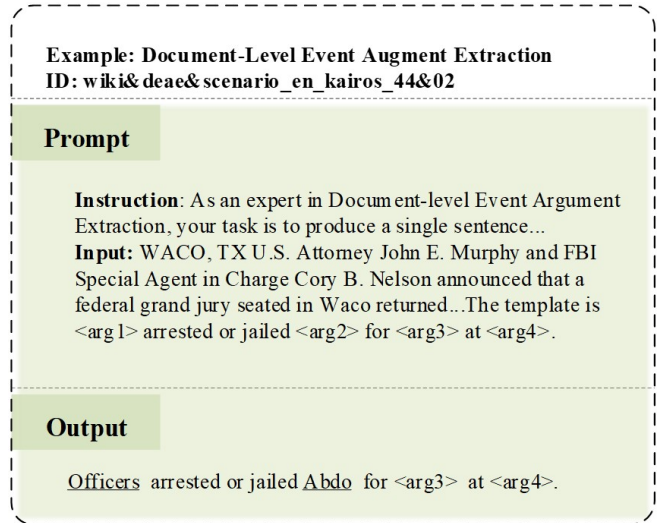 Example: Document-Level Event Augment Extraction
ID: wiki&deae&scenario_en_kairos_44&02
Prompt
Instruction: As an expert in Document-level Event Argument
Extraction, your task is to produce a single sentence...
Input: WACO, TX U.S. Attorney John E. Murphy and FBI
Special Agent in Charge Cory B. Nelson announced that a
federal grand jury seated in Waco returned...The template is
<arg1> arrested or jailed <arg2> for <arg3> at <arg4>.
Output
Officers arrested or jailed Abdo for <arg3> at <arg4>.